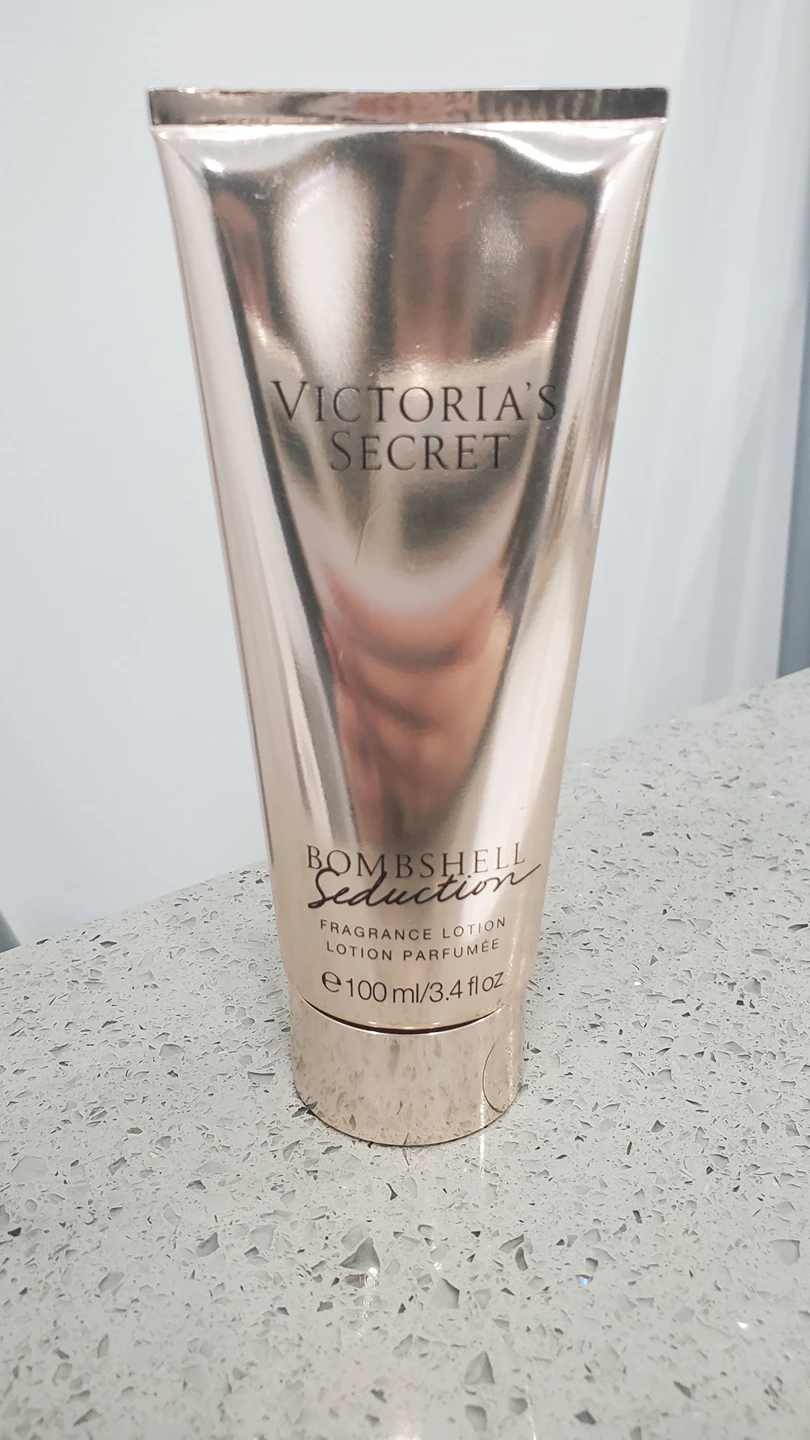 VICTORIA'S
SECRET
BOMBSHELL
Seduction
FRAGRANCE LOTION
LOTION PARFUMÉE
℮100 ml/3.4 fl oz